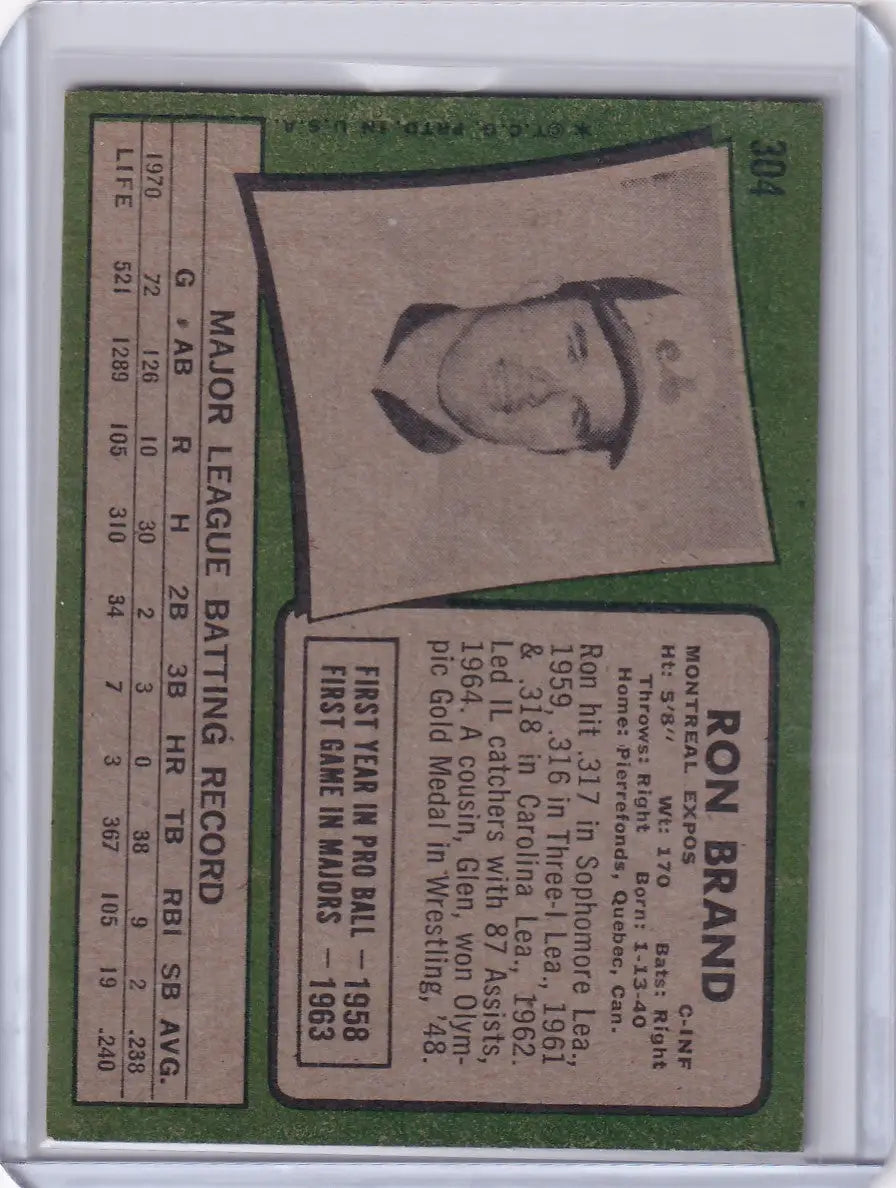 304
* ©T.C.G. PRTD. IN U.S.A.
RON BRAND
MONTREAL EXPOS C-INF
Ht: 5'8" Wt: 170 Bats: Right
Throws: Right Born: 1-13-40
Home: Pierrefonds, Quebec, Can.
Ron hit .317 in Sophomore Lea.,
1959, .316 in Three-I Lea., 1961
& .318 in Carolina Lea., 1962.
Led IL catchers with 87 Assists,
1964. A cousin, Glen, won Olym-
pic Gold Medal in Wrestling, '48.
FIRST YEAR IN PRO BALL — 1958
FIRST GAME IN MAJORS — 1963
MAJOR LEAGUE BATTING RECORD
G AB R H 2B 3B HR TB RBI SB AVG.
1970 72 126 10 30 2 3 0 38 9 2 .238
LIFE 521 1289 105 310 34 7 3 367 105 19 .240
eb